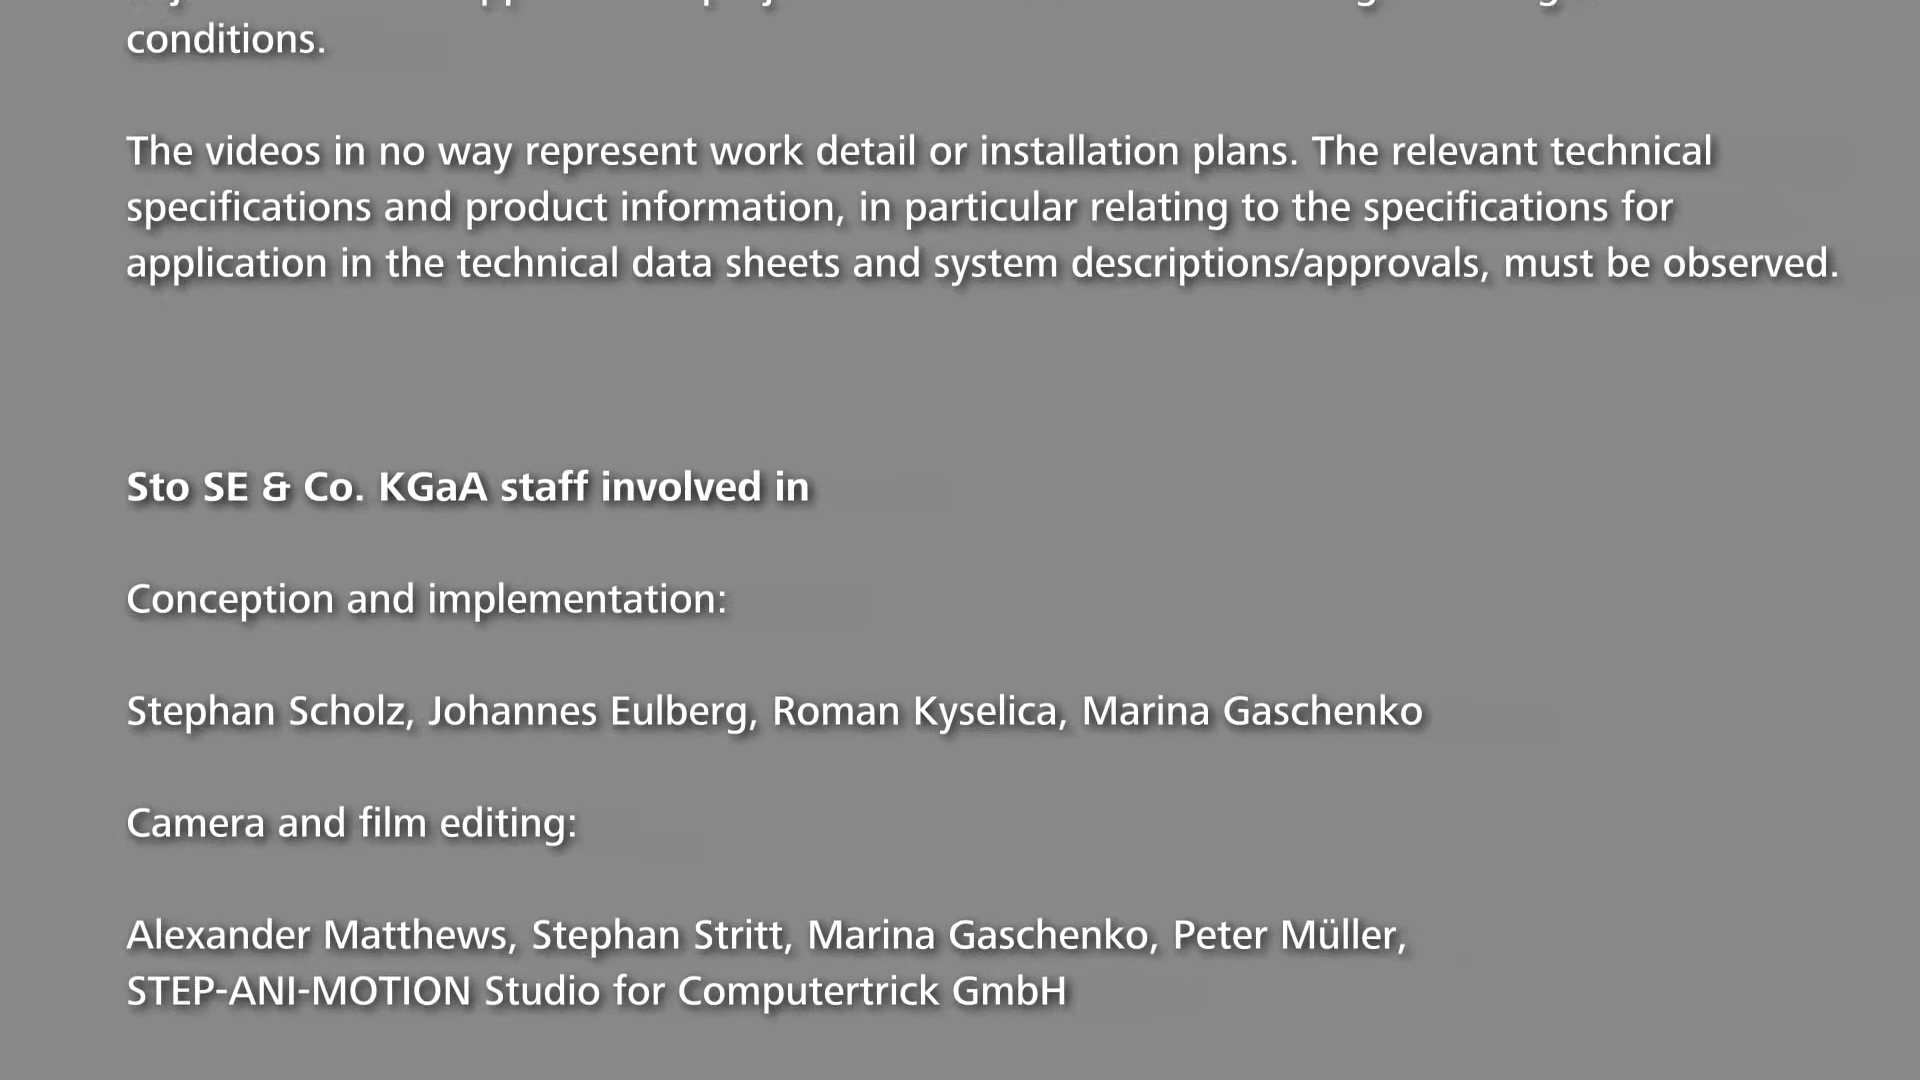 conditions.
The videos in no way represent work detail or installation plans. The relevant technical
specifications and product information, in particular relating to the specifications for
application in the technical data sheets and system descriptions/approvals, must be observed.
Sto SE & Co. KGaA staff involved in
Conception and implementation:
Stephan Scholz, Johannes Eulberg, Roman Kyselica, Marina Gaschenko
Camera and film editing:
Alexander Matthews, Stephan Stritt, Marina Gaschenko, Peter Müller,
STEP-ANI-MOTION Studio for Computertrick GmbH